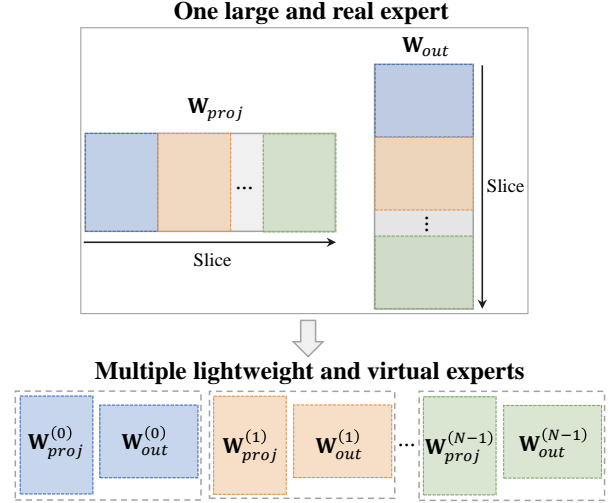 One large and real expert
W_out
W_proj
...
Slice
Slice
⋮
Multiple lightweight and virtual experts
W_proj^(0) W_out^(0) W_proj^(1) W_out^(1) ... W_proj^(N−1) W_out^(N−1)